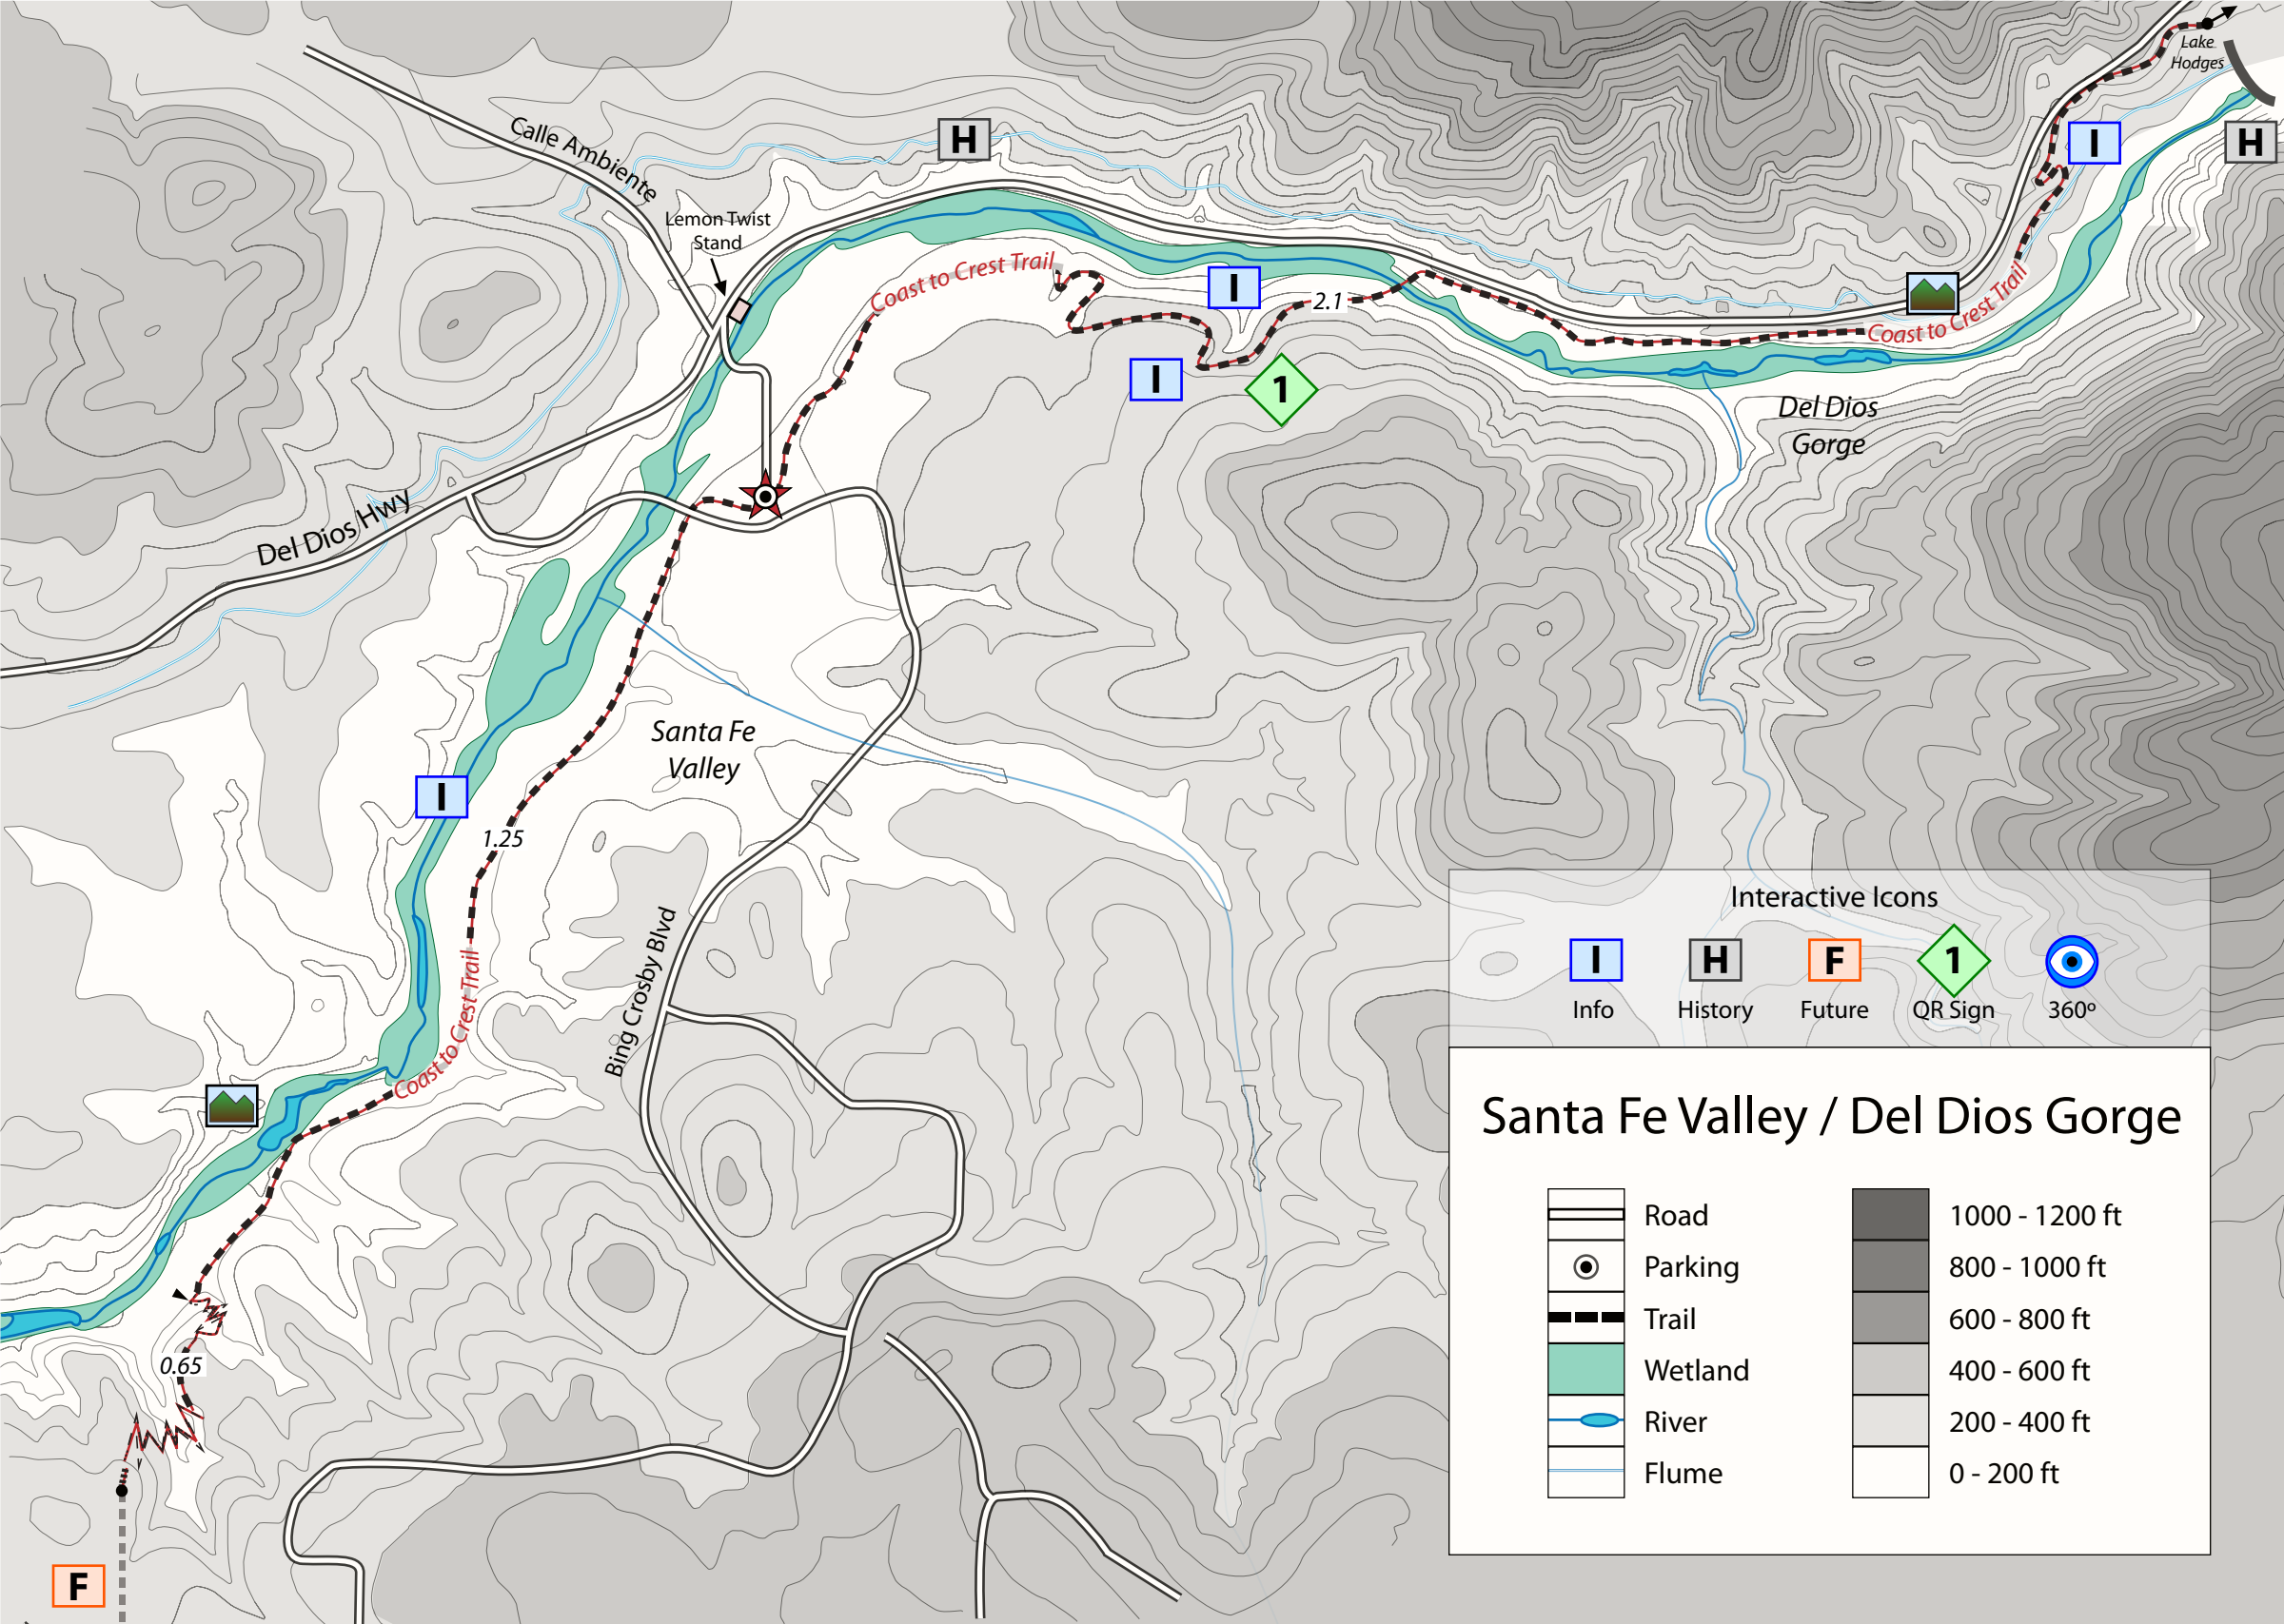 Lake
Hodges
Calle Ambiente
H
I
H
Lemon Twist
Stand
Coast to Crest Trail
I
2.1
Coast to Crest Trail
I
1
Del Dios
Gorge
Del Dios Hwy
Santa Fe
Valley
I
1.25
Coast to Crest Trail
Bing Crosby Blvd
0.65
F
Interactive Icons
I
H
F
1
Info
History
Future
QR Sign
360º
Santa Fe Valley / Del Dios Gorge
Road
Parking
Trail
Wetland
River
Flume
1000 - 1200 ft
800 - 1000 ft
600 - 800 ft
400 - 600 ft
200 - 400 ft
0 - 200 ft